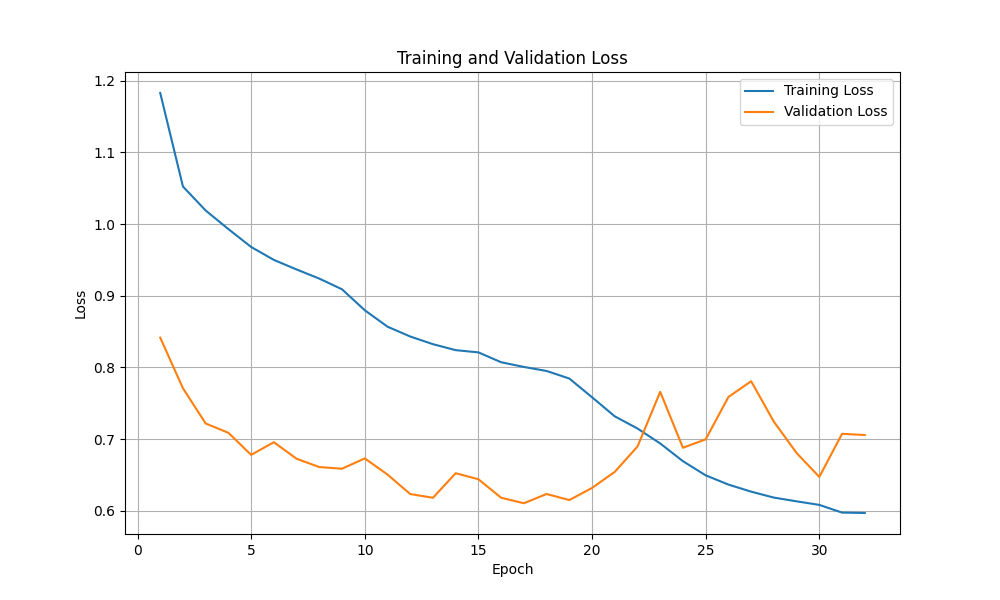 Training and Validation Loss
Training Loss
Validation Loss
1.2
1.1
1.0
0.9
0.8
0.7
0.6
Loss
0 5 10 15 20 25 30
Epoch